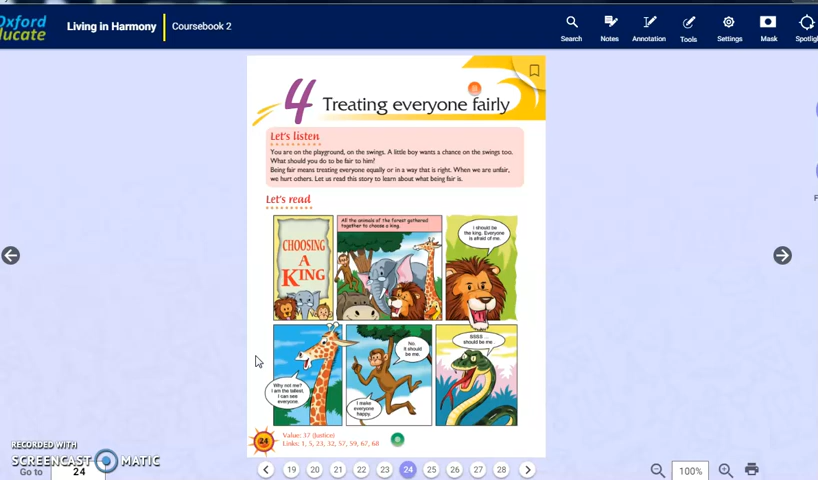 Oxford
ducate
Living in Harmony
Coursebook 2
Search
Notes
Annotation
Tools
Settings
Mask
Spotlig
4 Treating everyone fairly
Let's listen
You are on the playground, on the swings. A little boy wants a chance on the swings too.
What should you do to be fair to him?
Being fair means treating everyone equally or in a way that is right. When we are unfair,
we hurt others. Let us read this story to learn about what being fair is.
Let's read
CHOOSING
A
KING
All the animals of the forest gathered
together to choose a king.
I should be
the king. Everyone
is afraid of me.
Why not me?
I am the tallest.
I can see
everyone.
No.
It should
be me.
I make
everyone
happy.
SSSS ...
should be me.
24
Value: 37 (Justice)
Links: 1, 5, 23, 32, 57, 59, 67, 68
RECORDED WITH
SCREENCAST MATIC
Go to 24
19 20 21 22 23 24 25 26 27 28
100%